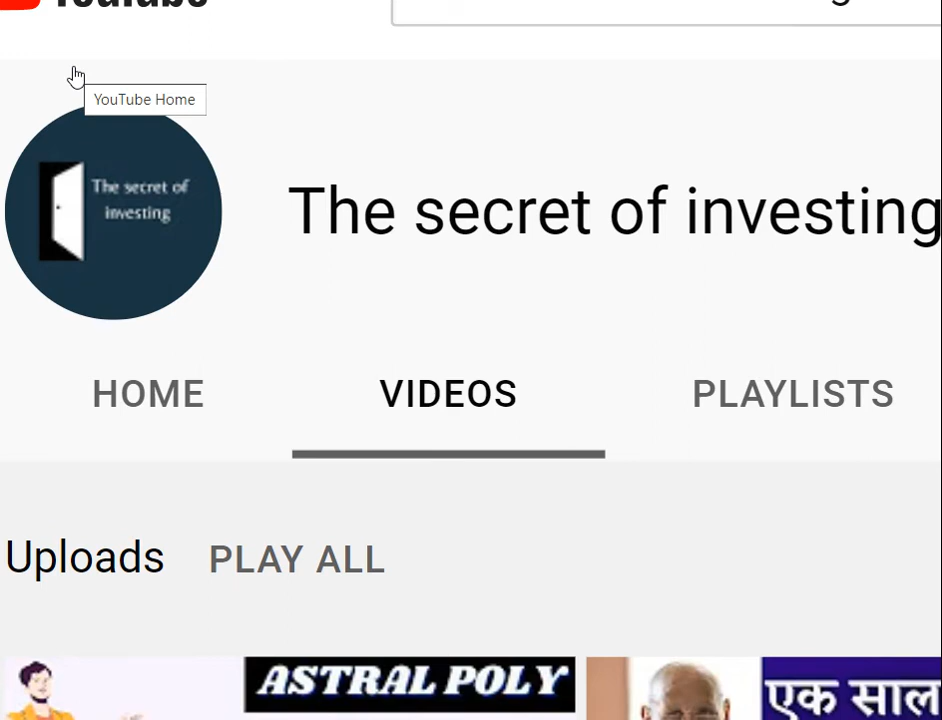 YouTube
YouTube Home
The secret of
investing
The secret of investing
HOME VIDEOS PLAYLISTS
Uploads PLAY ALL
ASTRAL POLY
एक साल